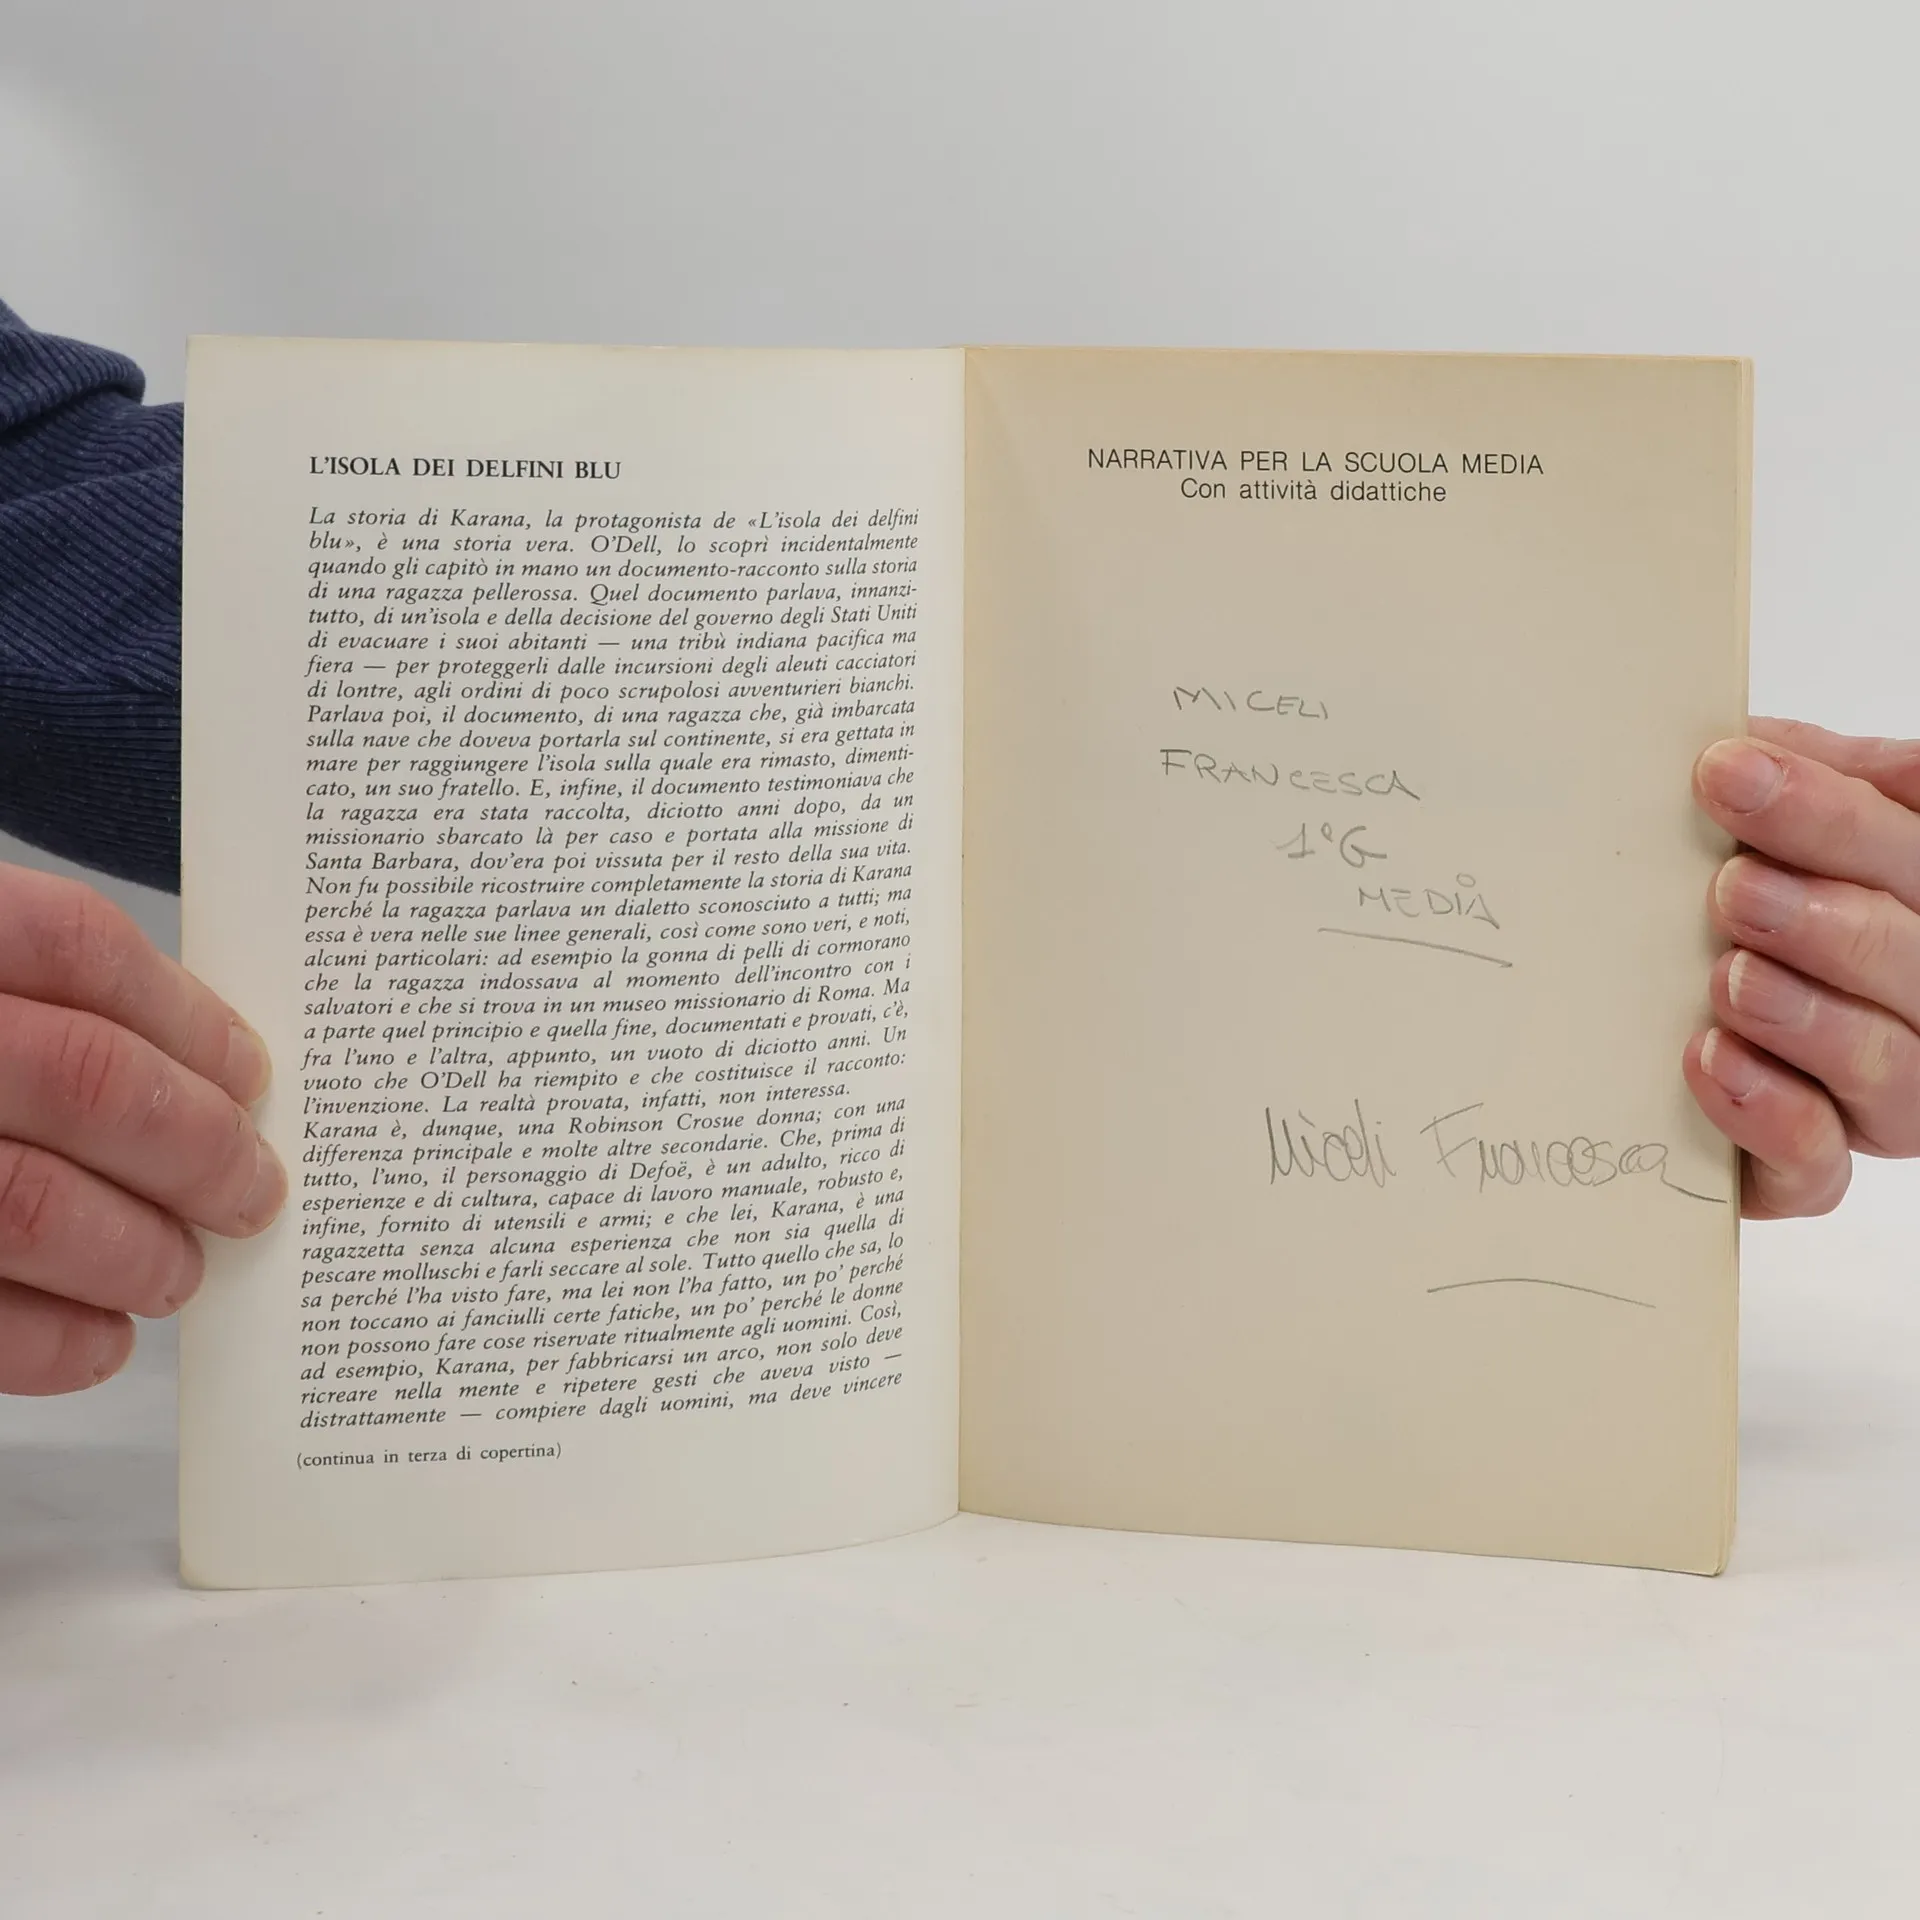 L'ISOLA DEI DELFINI BLU
La storia di Karana, la protagonista de «L'isola dei delfini
blu», è una storia vera. O'Dell, lo scoprì incidentalmente
quando gli capitò in mano un documento-racconto sulla storia
di una ragazza pellerossa. Quel documento parlava, innanzi-
tutto, di un'isola e della decisione del governo degli Stati Uniti
di evacuare i suoi abitanti — una tribù indiana pacifica ma
fiera — per proteggerli dalle incursioni degli aleuti cacciatori
di lontre, agli ordini di poco scrupolosi avventurieri bianchi.
Parlava poi, il documento, di una ragazza che, già imbarcata
sulla nave che doveva portarla sul continente, si era gettata in
mare per raggiungere l'isola sulla quale era rimasto, dimenti-
cato, un suo fratello. E, infine, il documento testimoniava che
la ragazza era stata raccolta, diciotto anni dopo, da un
missionario sbarcato là per caso e portata alla missione di
Santa Barbara, dov'era poi vissuta per il resto della sua vita.
Non fu possibile ricostruire completamente la storia di Karana
perché la ragazza parlava un dialetto sconosciuto a tutti; ma
essa è vera nelle sue linee generali, così come sono veri, e noti,
alcuni particolari: ad esempio la gonna di pelli di cormorano
che la ragazza indossava al momento dell'incontro con i
salvatori e che si trova in un museo missionario di Roma. Ma
a parte quel principio e quella fine, documentati e provati, c'è,
fra l'uno e l'altra, appunto, un vuoto di diciotto anni. Un
vuoto che O'Dell ha riempito e che costituisce il racconto:
l'invenzione. La realtà provata, infatti, non interessa.
Karana è, dunque, una Robinson Crosue donna; con una
differenza principale e molte altre secondarie. Che, prima di
tutto, l'uno, il personaggio di Defoë, è un adulto, ricco di
esperienze e di cultura, capace di lavoro manuale, robusto e,
infine, fornito di utensili e armi; e che lei, Karana, è una
ragazzetta senza alcuna esperienza che non sia quella di
pescare molluschi e farli seccare al sole. Tutto quello che sa, lo
sa perché l'ha visto fare, ma lei non l'ha fatto, un po' perché
non toccano ai fanciulli certe fatiche, un po' perché le donne
non possono fare cose riservate ritualmente agli uomini. Così,
ad esempio, Karana, per fabbricarsi un arco, non solo deve
ricreare nella mente e ripetere gesti che aveva visto —
distrattamente — compiere dagli uomini, ma deve vincere
(continua in terza di copertina)
NARRATIVA PER LA SCUOLA MEDIA
Con attività didattiche
MICELI
FRANCESCA
1°G
MEDIA
Miceli Francesca